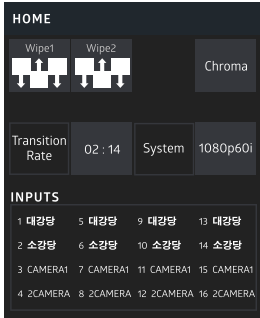 HOME
Wipe1 Wipe2
Chroma
Transition Rate 02 : 14 System 1080p60i
INPUTS
1 대강당 5 대강당 9 대강당 13 대강당
2 소강당 6 소강당 10 소강당 14 소강당
3 CAMERA1 7 CAMERA1 11 CAMERA1 15 CAMERA1
4 2CAMERA 8 2CAMERA 12 2CAMERA 16 2CAMERA